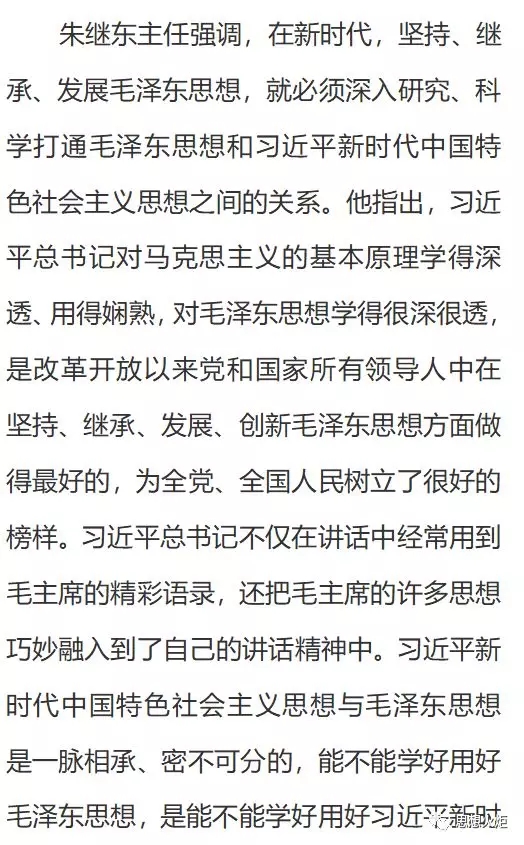 朱继东主任强调，在新时代，坚持、继
承、发展毛泽东思想，就必须深入研究、科
学打通毛泽东思想和习近平新时代中国特
色社会主义思想之间的关系。他指出，习近
平总书记对马克思主义的基本原理学得深
透、用得娴熟，对毛泽东思想学得很深很透，
是改革开放以来党和国家所有领导人中在
坚持、继承、发展、创新毛泽东思想方面做
得最好的，为全党、全国人民树立了很好的
榜样。习近平总书记不仅在讲话中经常用到
毛主席的精彩语录，还把毛主席的许多思想
巧妙融入到了自己的讲话精神中。习近平新
时代中国特色社会主义思想与毛泽东思想
是一脉相承、密不可分的，能不能学好用好
毛泽东思想，是能不能学好用好习近平新时
思想火炬